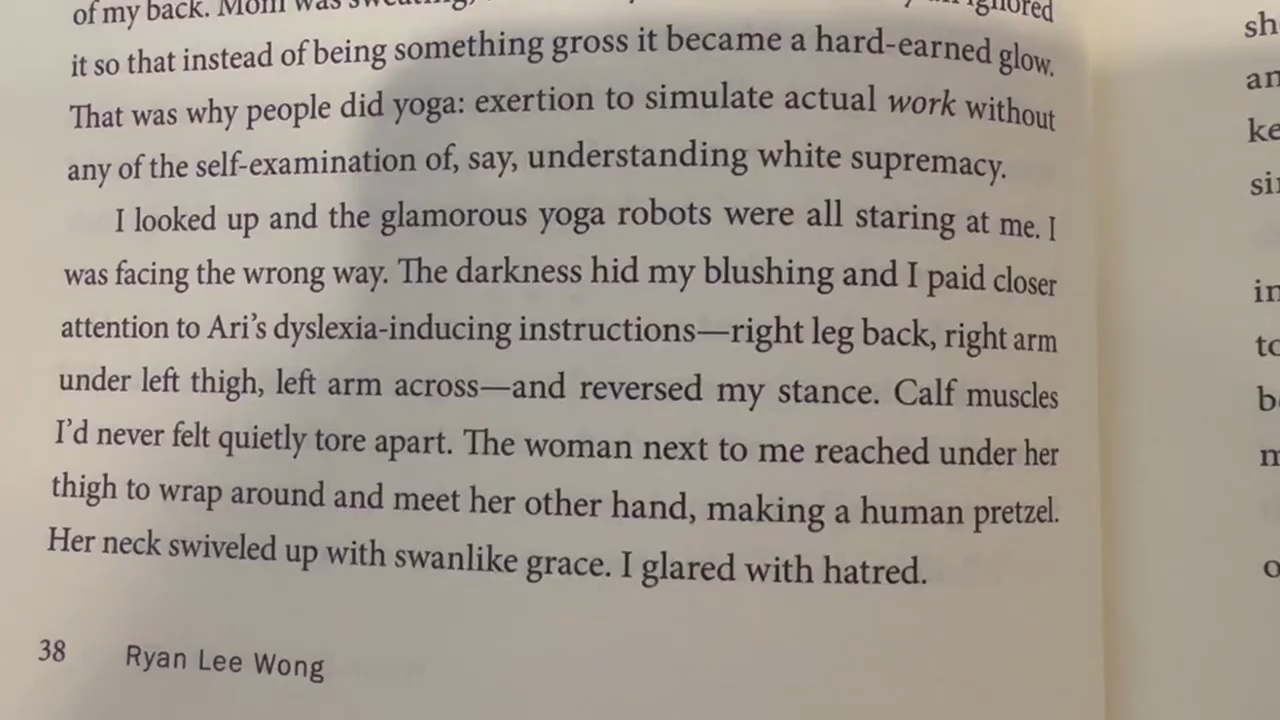 of my back. Mom was sweating, ignored
it so that instead of being something gross it became a hard-earned glow.
That was why people did yoga: exertion to simulate actual work without
any of the self-examination of, say, understanding white supremacy.
I looked up and the glamorous yoga robots were all staring at me. I
was facing the wrong way. The darkness hid my blushing and I paid closer
attention to Ari’s dyslexia-inducing instructions—right leg back, right arm
under left thigh, left arm across—and reversed my stance. Calf muscles
I’d never felt quietly tore apart. The woman next to me reached under her
thigh to wrap around and meet her other hand, making a human pretzel.
Her neck swiveled up with swanlike grace. I glared with hatred.
38 Ryan Lee Wong